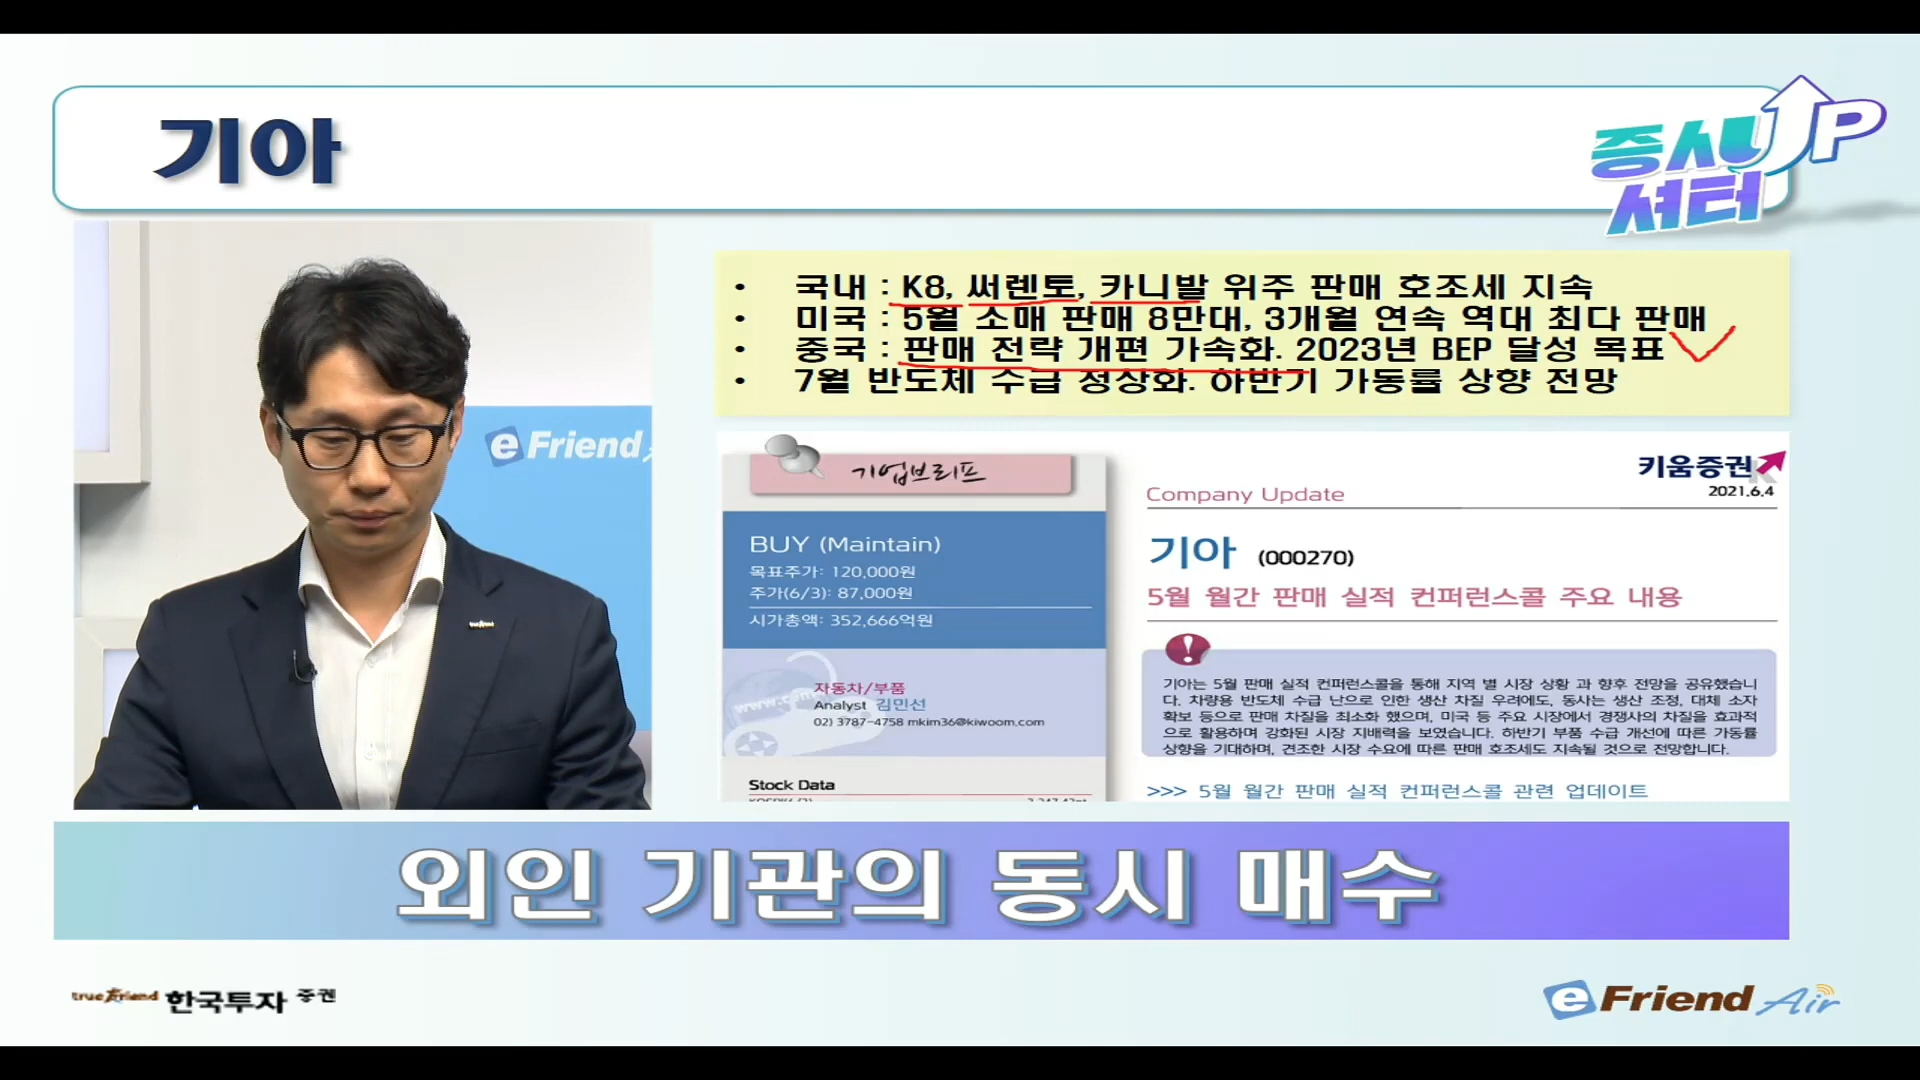 기아
증시UP
셔터
• 국내 : K8, 써렌토, 카니발 위주 판매 호조세 지속
• 미국 : 5월 소매 판매 8만대, 3개월 연속 역대 최다 판매
• 중국 : 판매 전략 개편 가속화. 2023년 BEP 달성 목표
• 7월 반도체 수급 정상화. 하반기 가동률 상향 전망
e Friend
기업브리프
BUY (Maintain)
목표주가: 120,000원
주가(6/3): 87,000원
시가총액: 352,666억원
자동차/부품
Analyst 김민선
02) 3787-4758 mkim36@kiwoom.com
Stock Data
키움증권
2021.6.4
Company Update
기아 (000270)
5월 월간 판매 실적 컨퍼런스콜 주요 내용
기아는 5월 판매 실적 컨퍼런스콜을 통해 지역 별 시장 상황 과 향후 전망을 공유했습니
다. 차량용 반도체 수급 난으로 인한 생산 차질 우려에도, 동사는 생산 조정, 대체 소자
확보 등으로 판매 차질을 최소화 했으며, 미국 등 주요 시장에서 경쟁사의 차질을 효과적
으로 활용하며 강화된 시장 지배력을 보였습니다. 하반기 부품 수급 개선에 따른 가동률
상향을 기대하며, 견조한 시장 수요에 따른 판매 호조세도 지속될 것으로 전망합니다.
>>> 5월 월간 판매 실적 컨퍼런스콜 관련 업데이트
외인 기관의 동시 매수
true Friend 한국투자 증권
e Friend Air